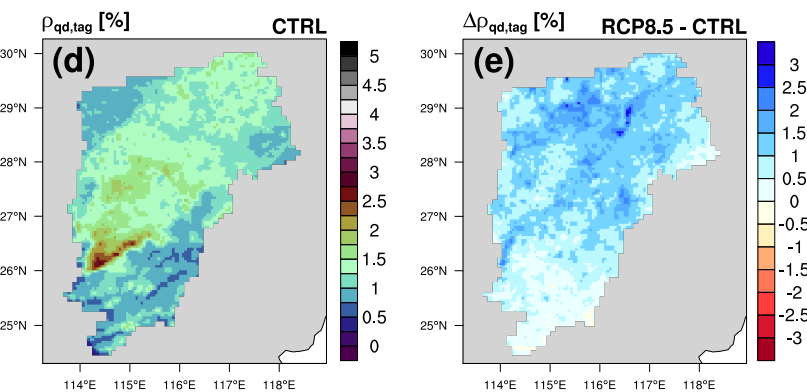 ρqd,tag [%] CTRL
(d)
30°N
29°N
28°N
27°N
26°N
25°N
114°E 115°E 116°E 117°E 118°E
5
4.5
4
3.5
3
2.5
2
1.5
1
0.5
0
Δρqd,tag [%] RCP8.5 - CTRL
(e)
30°N
29°N
28°N
27°N
26°N
25°N
114°E 115°E 116°E 117°E 118°E
3
2.5
2
1.5
1
0.5
0
-0.5
-1
-1.5
-2
-2.5
-3